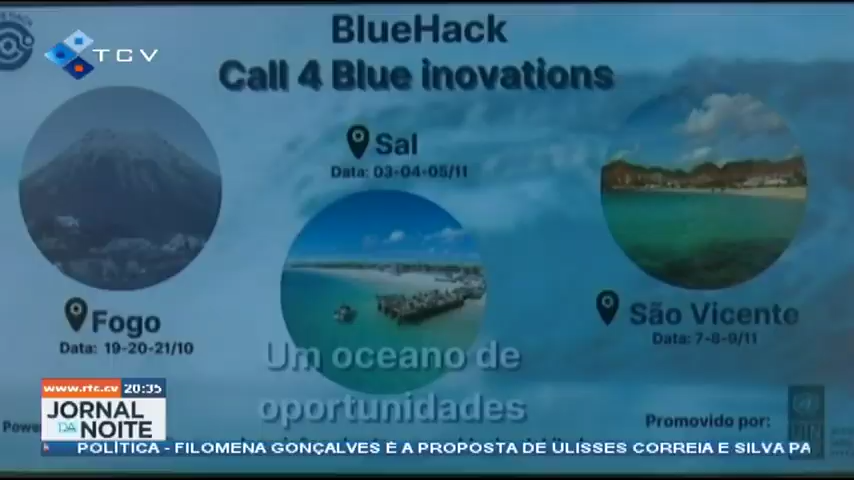 BlueHack
TCV
Call 4 Blue inovations
Sal
Data: 03-04-05/11
Fogo
Data: 19-20-21/10
São Vicente
Data: 7-8-9/11
Um oceano de
oportunidades
www.rtc.cv 20:35
JORNAL
DA NOITE
Promovido por:
POLÍTICA - FILOMENA GONÇALVES É A PROPOSTA DE ULISSES CORREIA E SILVA PA